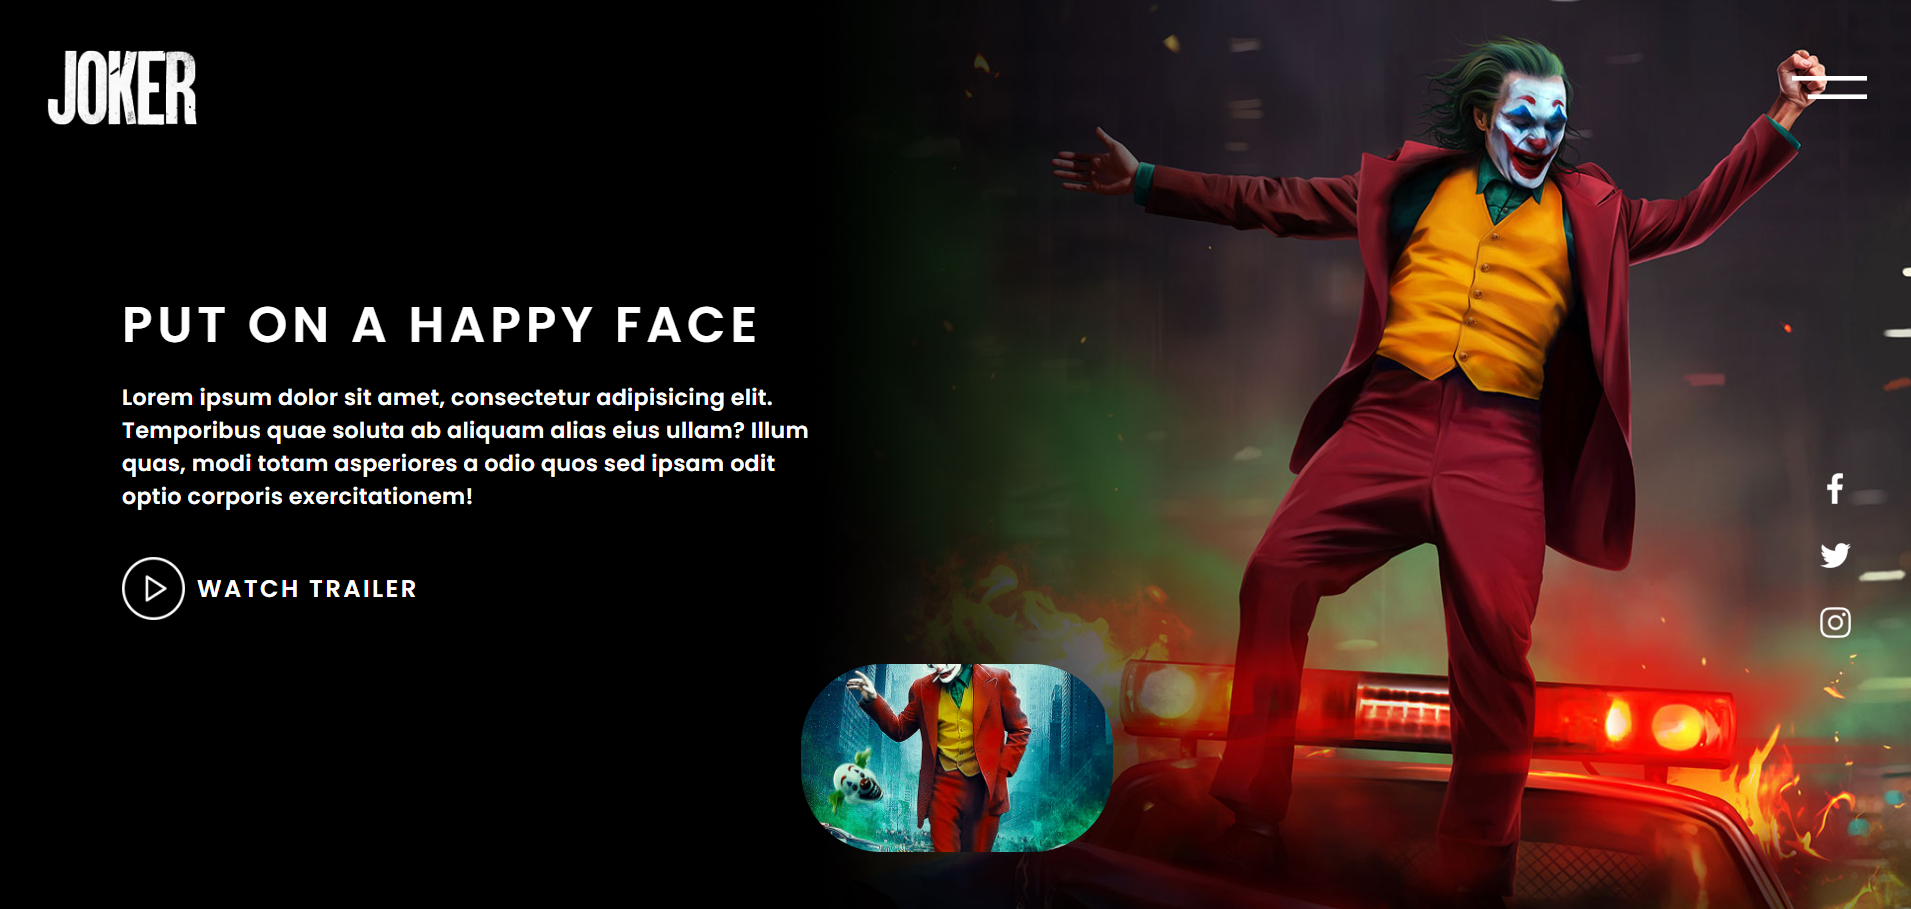 JOKER
PUT ON A HAPPY FACE
Lorem ipsum dolor sit amet, consectetur adipisicing elit.
Temporibus quae soluta ab aliquam alias eius ullam? Illum
quas, modi totam asperiores a odio quos sed ipsam odit
optio corporis exercitationem!
WATCH TRAILER